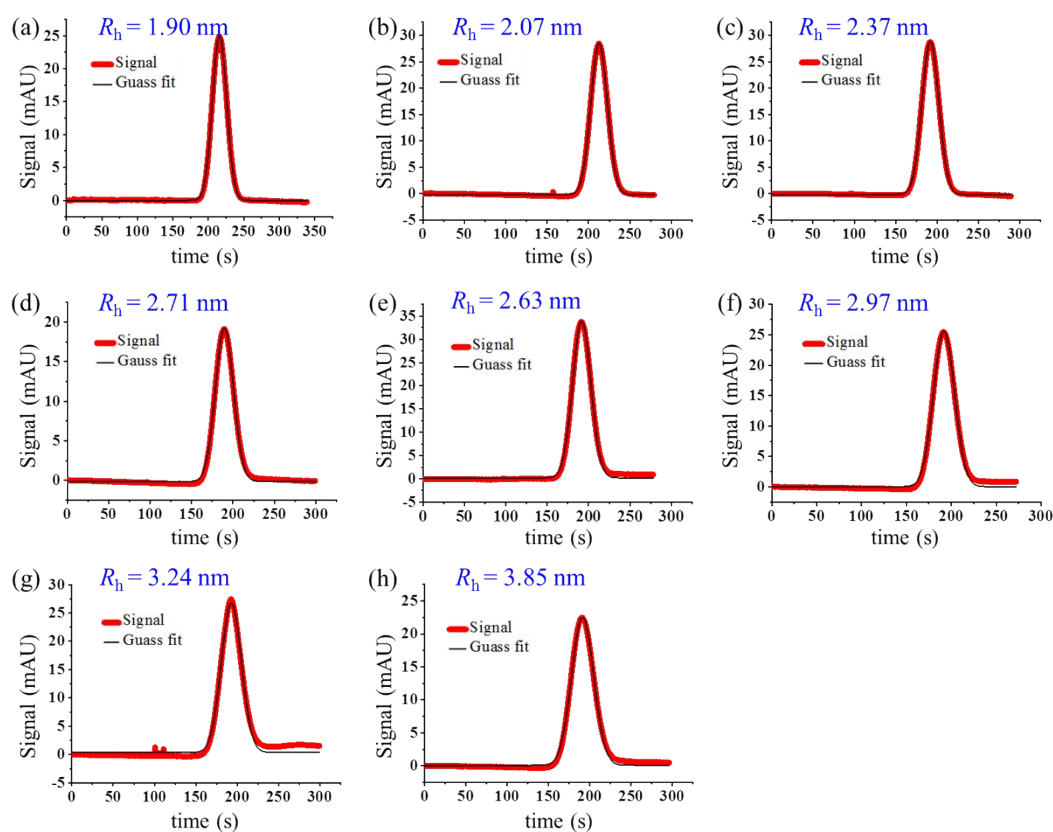 (a) Rh = 1.90 nm
Signal
Guass fit
Signal (mAU)
25
20
15
10
5
0
0 50 100 150 200 250 300 350
time (s)
(b) Rh = 2.07 nm
Signal
Guass fit
Signal (mAU)
30
25
20
15
10
5
0
-5
0 50 100 150 200 250 300
time (s)
(c) Rh = 2.37 nm
Signal
Guass fit
Signal (mAU)
30
25
20
15
10
5
0
-5
0 50 100 150 200 250 300
time (s)
(d) Rh = 2.71 nm
Signal
Gauss fit
Signal (mAU)
20
15
10
5
0
0 50 100 150 200 250 300
time (s)
(e) Rh = 2.63 nm
Signal
Guass fit
Signal (mAU)
35
30
25
20
15
10
5
0
-5
0 50 100 150 200 250 300
time (s)
(f) Rh = 2.97 nm
Signal
Guass fit
Signal (mAU)
30
25
20
15
10
5
0
0 50 100 150 200 250 300
time (s)
(g) Rh = 3.24 nm
Signal
Guass fit
Signal (mAU)
30
25
20
15
10
5
0
-5
0 50 100 150 200 250 300
time (s)
(h) Rh = 3.85 nm
Signal
Guass fit
Signal (mAU)
25
20
15
10
5
0
0 50 100 150 200 250 300
time (s)